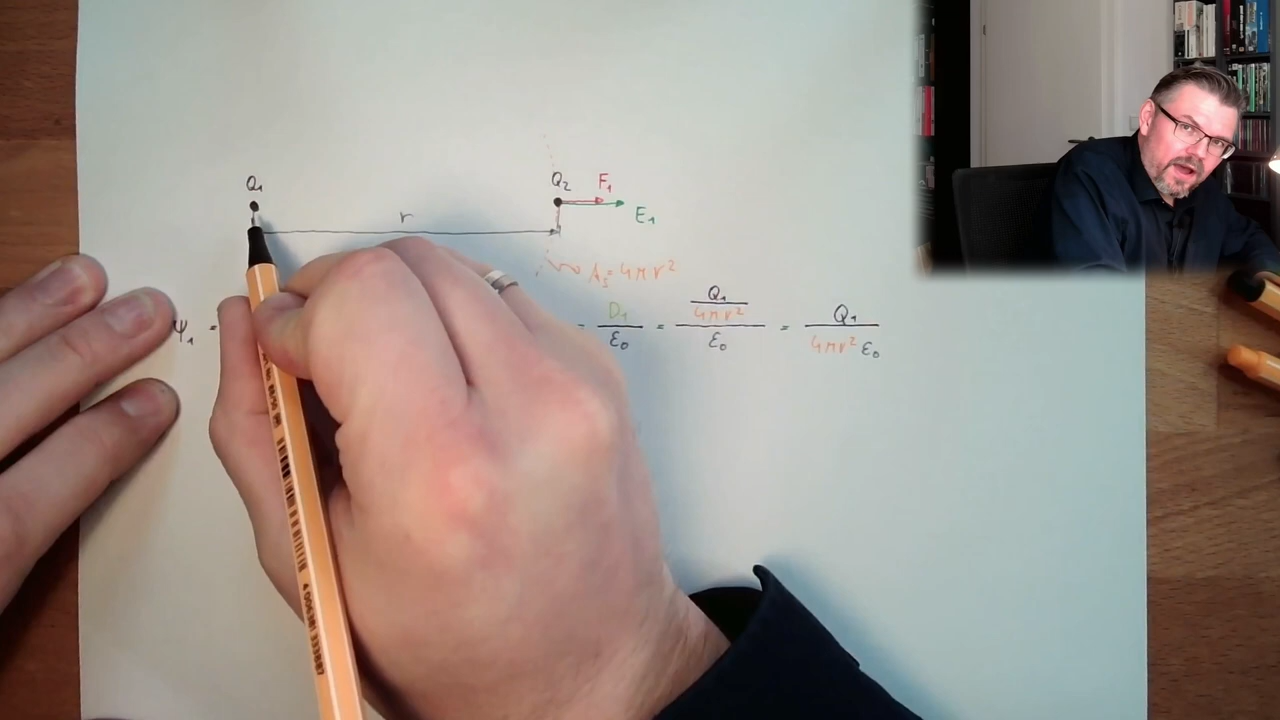 Q₁ Q₂ F₁
E₁
r
A_s = 4πr²
ψ₁ = = D₁/ε₀ = (Q₁/4πr²)/ε₀ = Q₁/(4πr² ε₀)